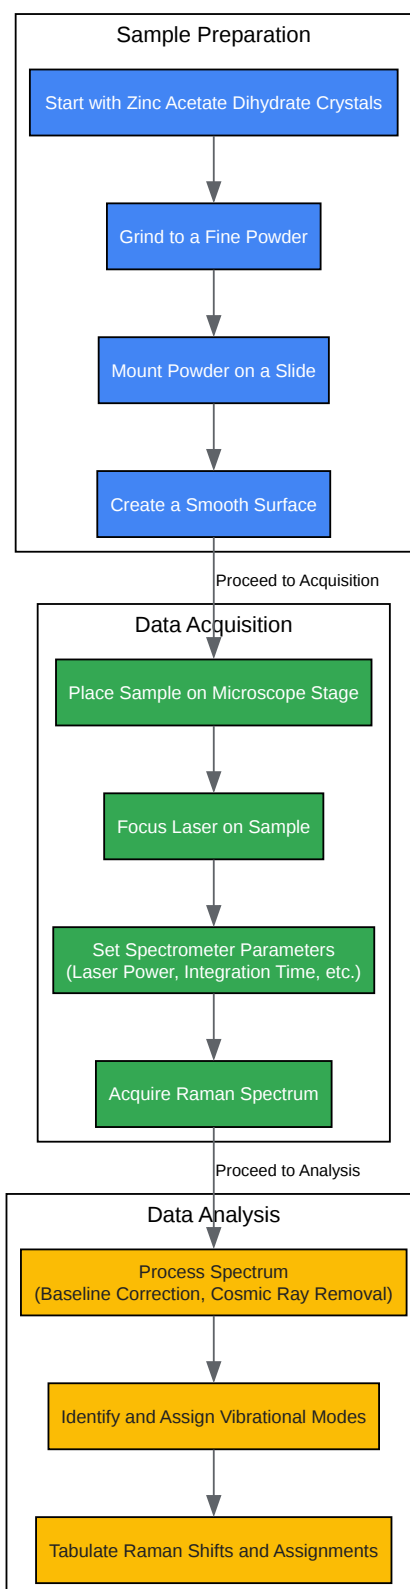 Sample Preparation
Start with Zinc Acetate Dihydrate Crystals
Grind to a Fine Powder
Mount Powder on a Slide
Create a Smooth Surface
Proceed to Acquisition
Data Acquisition
Place Sample on Microscope Stage
Focus Laser on Sample
Set Spectrometer Parameters
(Laser Power, Integration Time, etc.)
Acquire Raman Spectrum
Proceed to Analysis
Data Analysis
Process Spectrum
(Baseline Correction, Cosmic Ray Removal)
Identify and Assign Vibrational Modes
Tabulate Raman Shifts and Assignments